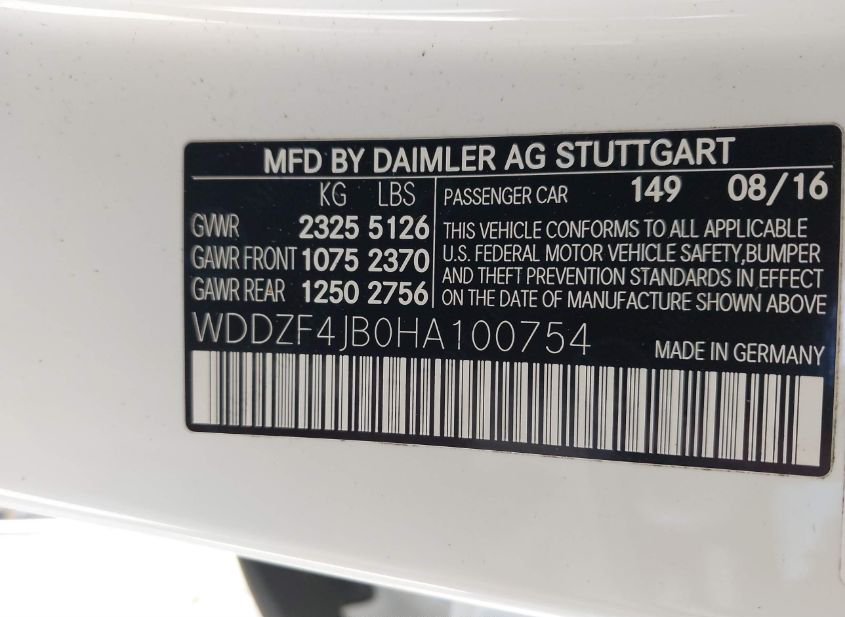 MFD BY DAIMLER AG STUTTGART
KG LBS
GVWR 2325 5126
GAWR FRONT 1075 2370
GAWR REAR 1250 2756
PASSENGER CAR 149 08/16
THIS VEHICLE CONFORMS TO ALL APPLICABLE
U.S. FEDERAL MOTOR VEHICLE SAFETY,BUMPER
AND THEFT PREVENTION STANDARDS IN EFFECT
ON THE DATE OF MANUFACTURE SHOWN ABOVE
WDDZF4JB0HA100754
MADE IN GERMANY